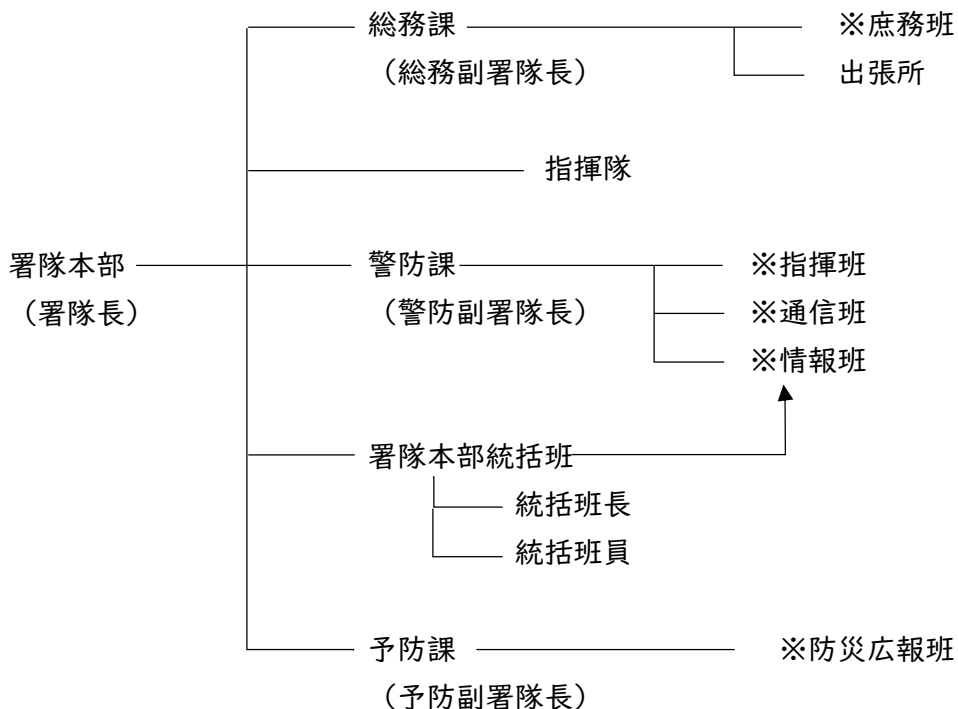 総務課
（総務副署隊長）
※庶務班
出張所
指揮隊
署隊本部
（署隊長）
警防課
（警防副署隊長）
※指揮班
※通信班
※情報班
署隊本部統括班
統括班長
統括班員
予防課
（予防副署隊長）
※防災広報班